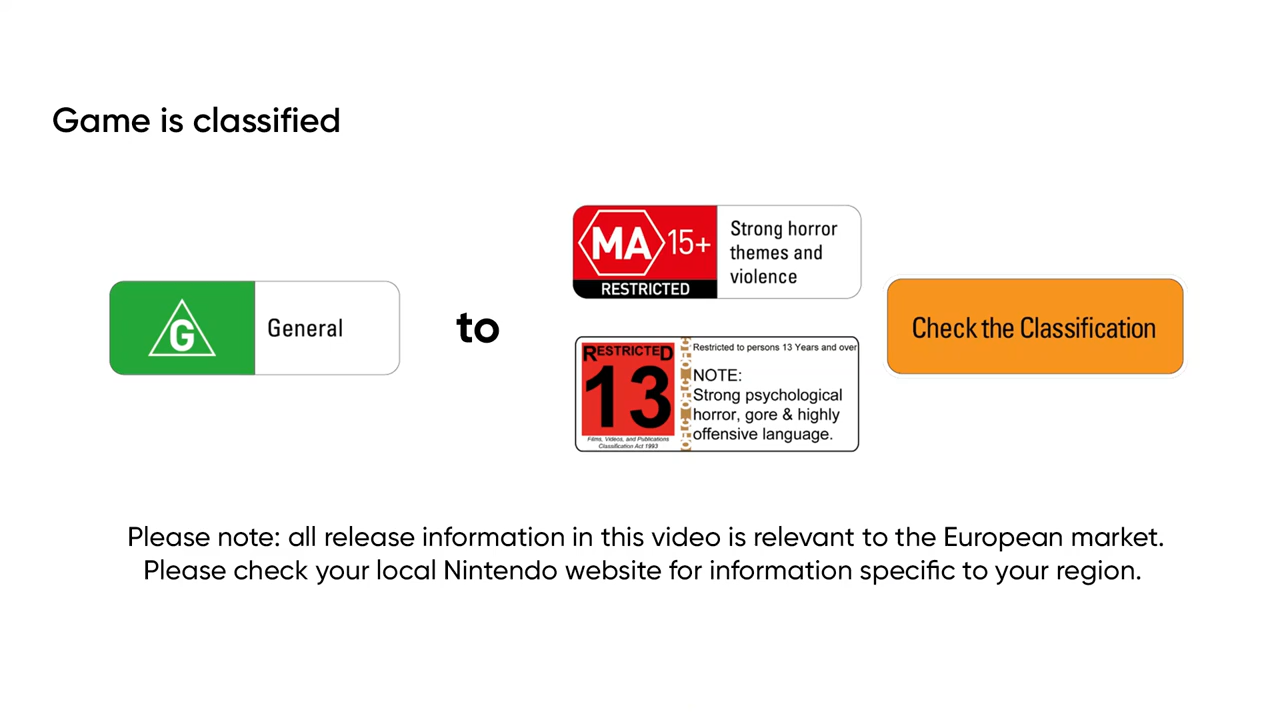 Game is classified
G
General
to
MA 15+
RESTRICTED
Strong horror
themes and
violence
RESTRICTED
13
Films, Videos, and Publications
Classification Act 1993
Restricted to persons 13 Years and over
NOTE:
Strong psychological
horror, gore & highly
offensive language.
Check the Classification
Please note: all release information in this video is relevant to the European market.
Please check your local Nintendo website for information specific to your region.